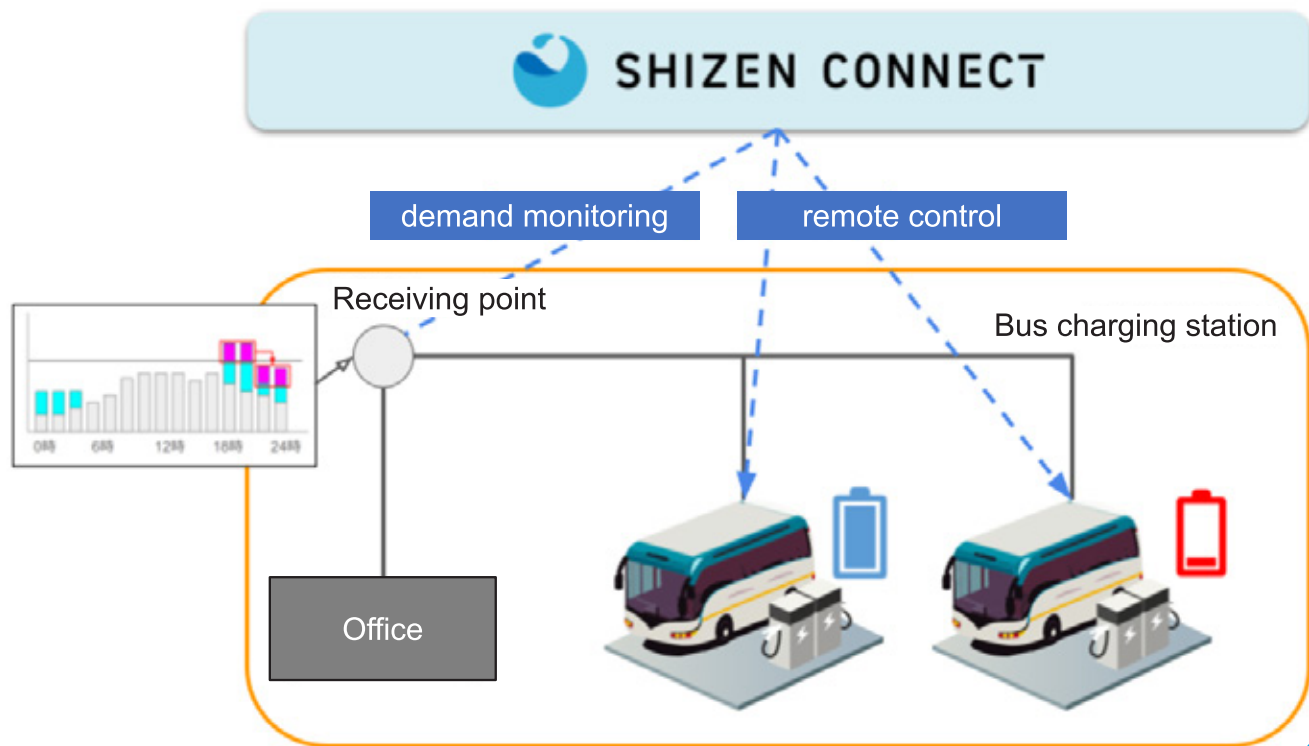 SHIZEN CONNECT
demand monitoring
remote control
Receiving point
Bus charging station
0時 6時 12時 18時 24時
Office